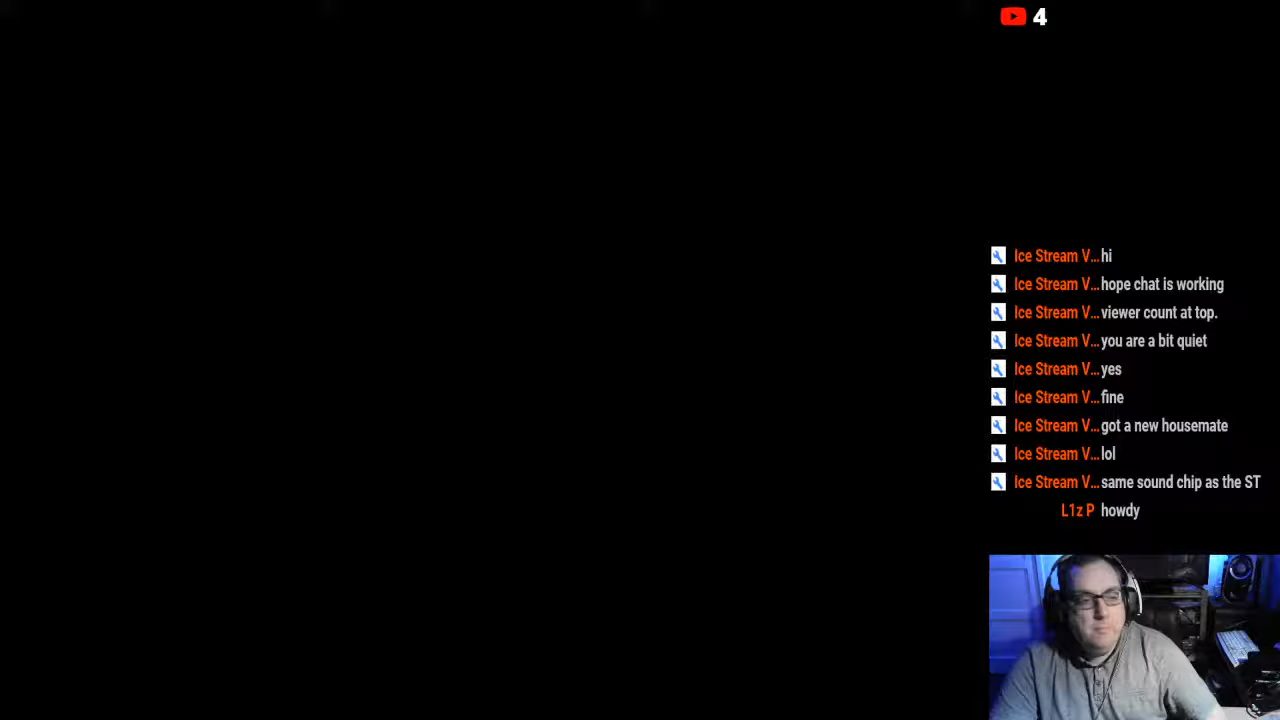 4
Ice Stream V... hi
Ice Stream V... hope chat is working
Ice Stream V... viewer count at top.
Ice Stream V... you are a bit quiet
Ice Stream V... yes
Ice Stream V... fine
Ice Stream V... got a new housemate
Ice Stream V... lol
Ice Stream V... same sound chip as the ST
L1z P howdy